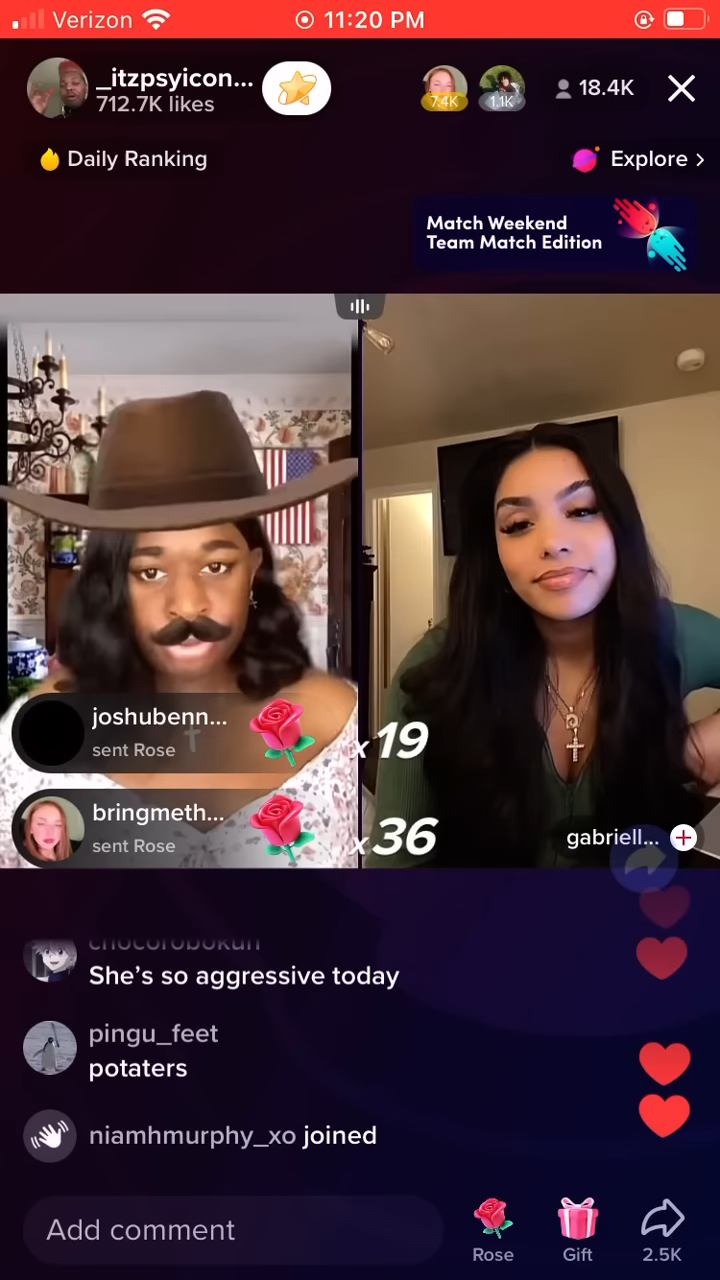 Verizon 11:20 PM
_itzpsyicon...
712.7K likes
7.4K
1.1K
18.4K
Daily Ranking
Explore >
Match Weekend
Team Match Edition
joshubenn...
sent Rose
x19
bringmeth...
sent Rose
x36
gabriell...
chocorobokun
She's so aggressive today
pingu_feet
potaters
niamhmurphy_xo joined
Add comment
Rose
Gift
2.5K